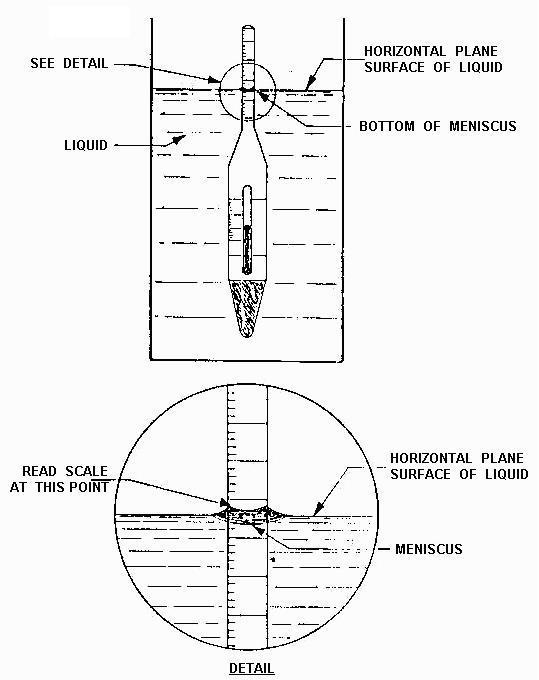 SEE DETAIL
HORIZONTAL PLANE
SURFACE OF LIQUID
BOTTOM OF MENISCUS
LIQUID
READ SCALE
AT THIS POINT
HORIZONTAL PLANE
SURFACE OF LIQUID
MENISCUS
DETAIL